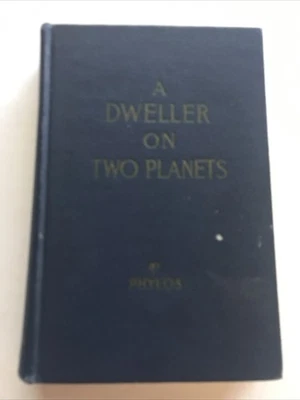 A
DWELLER
ON
TWO PLANETS
BY
PHYLOS